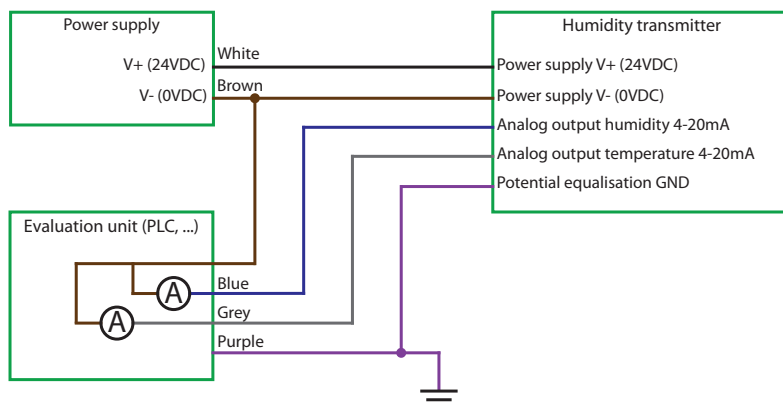 Power supply
V+ (24VDC)
V- (0VDC)
White
Brown
Humidity transmitter
Power supply V+ (24VDC)
Power supply V- (0VDC)
Analog output humidity 4-20mA
Analog output temperature 4-20mA
Potential equalisation GND
Evaluation unit (PLC, ...)
A
Blue
A
Grey
Purple